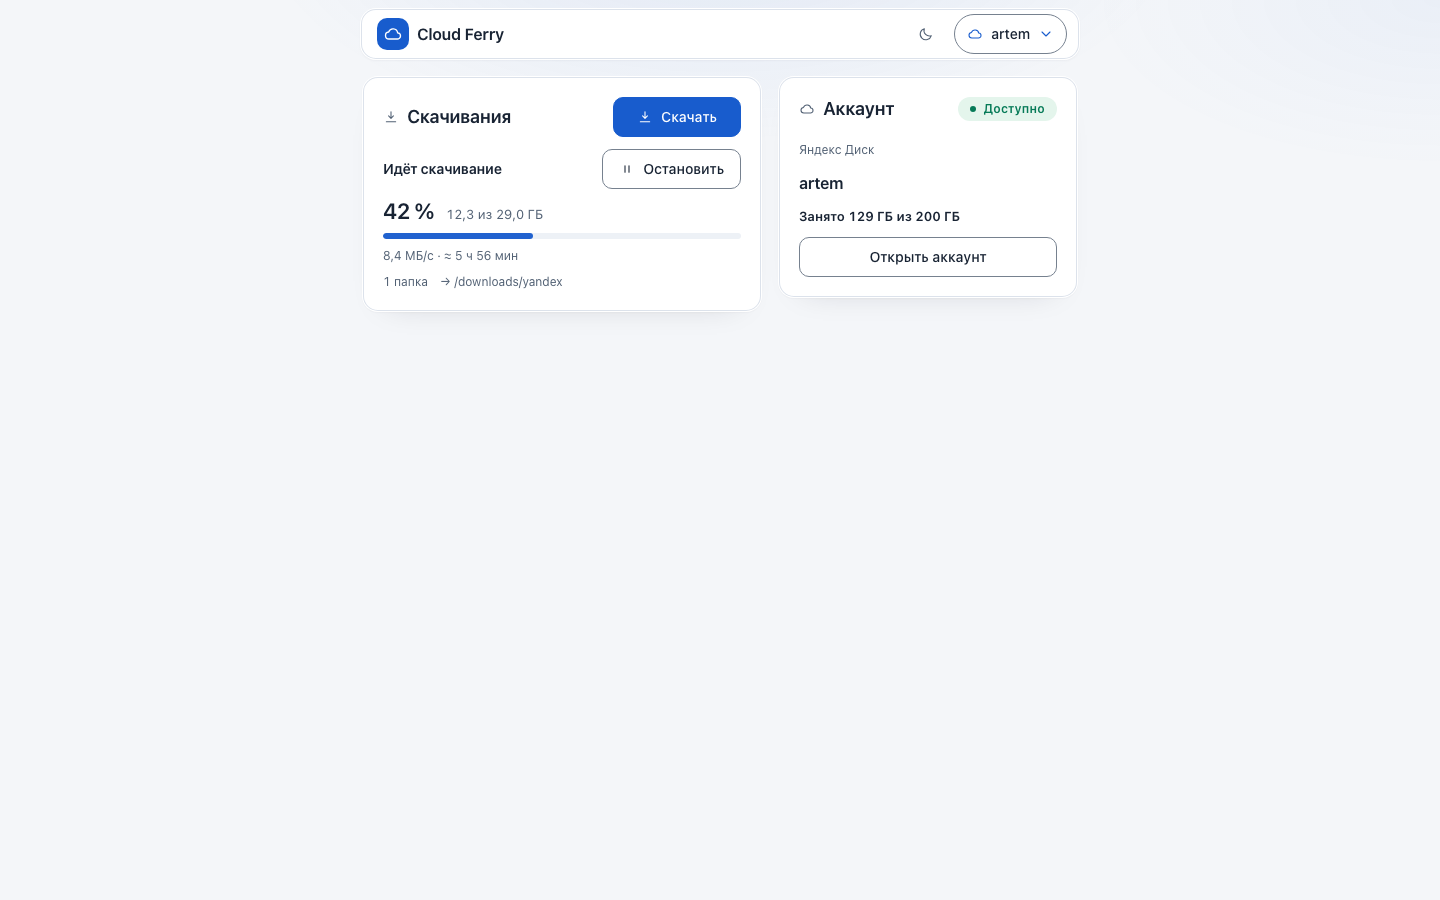 Cloud Ferry
artem
Скачивания
Скачать
Идёт скачивание
Остановить
42 % 12,3 из 29,0 ГБ
8,4 МБ/с · ≈ 5 ч 56 мин
1 папка → /downloads/yandex
Аккаунт
Доступно
Яндекс Диск
artem
Занято 129 ГБ из 200 ГБ
Открыть аккаунт